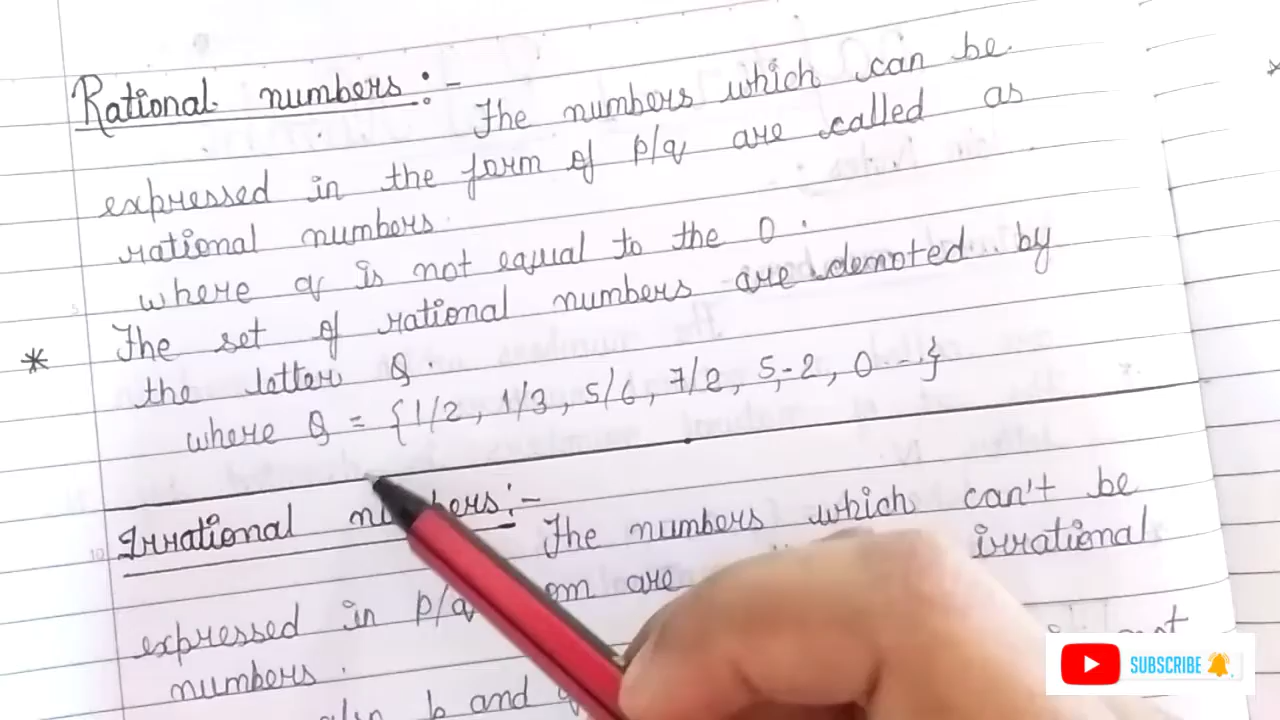 Rational numbers :-
The numbers which can be
expressed in the form of p/q are called as
rational numbers.
where q is not equal to the 0.
* The set of rational numbers are denoted by
the letter Q.
where Q = {1/2, 1/3, 5/6, 7/2, 5, -2, 0 ---}
Irrational numbers :-
The numbers which can't be
expressed in p/q are irrational
numbers.
and
not
SUBSCRIBE